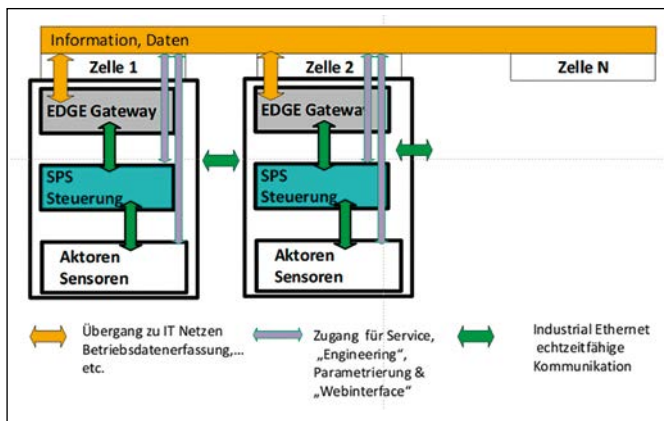 Information, Daten
Zelle 1
Zelle 2
Zelle N
EDGE Gateway
EDGE Gateway
SPS
Steuerung
SPS
Steuerung
Aktoren
Sensoren
Aktoren
Sensoren
Übergang zu IT Netzen
Betriebsdatenerfassung,...
etc.
Zugang für Service,
„Engineering“,
Parametrierung &
„Webinterface“
Industrial Ethernet
echtzeitfähige
Kommunikation